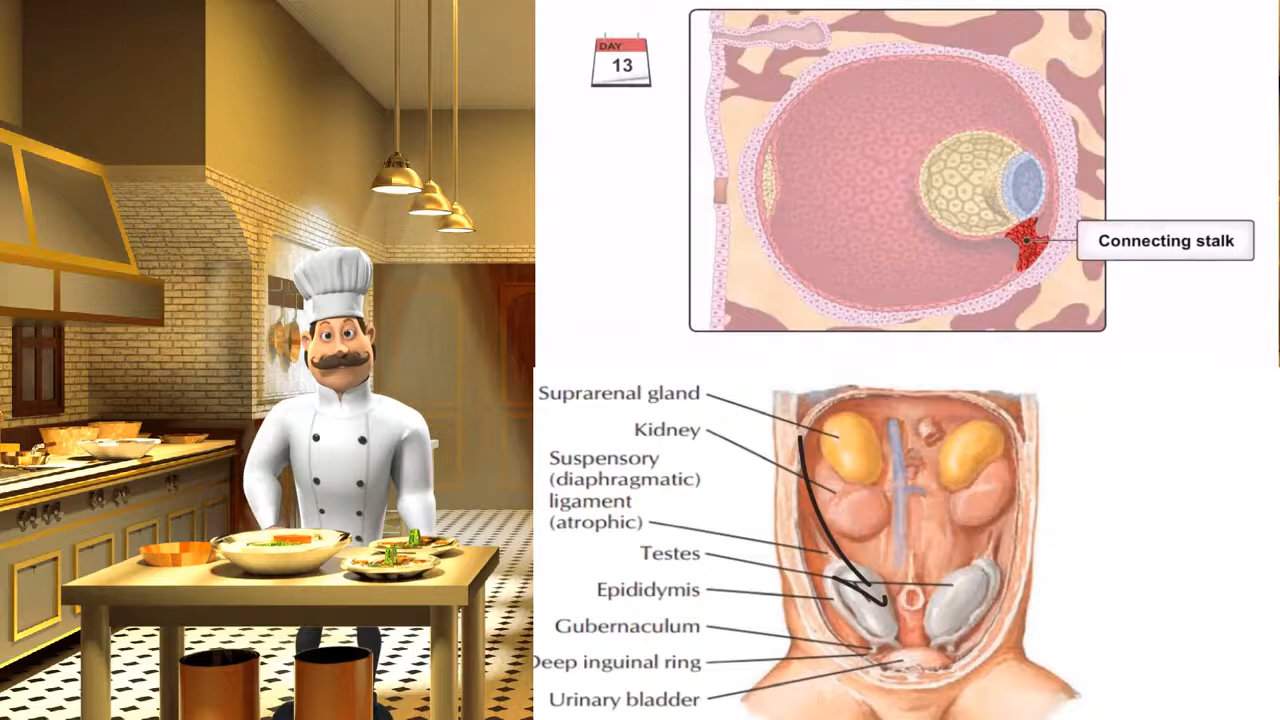 DAY
13
Connecting stalk
Suprarenal gland
Kidney
Suspensory
(diaphragmatic)
ligament
(atrophic)
Testes
Epididymis
Gubernaculum
Deep inguinal ring
Urinary bladder